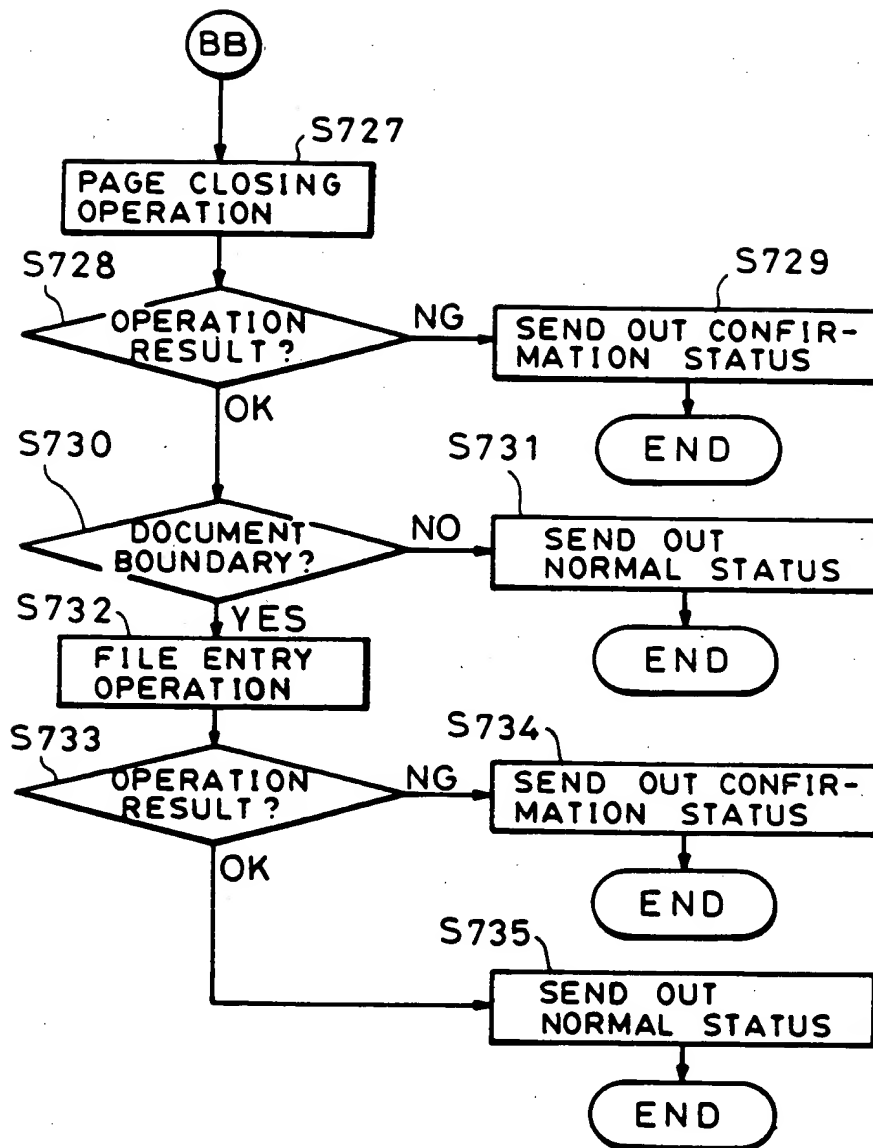 BB
S727
PAGE CLOSING
OPERATION
S728
OPERATION
RESULT?
NG
S729
SEND OUT CONFIR-
MATION STATUS
END
OK
S730
DOCUMENT
BOUNDARY?
NO
S731
SEND OUT
NORMAL STATUS
END
YES
S732
FILE ENTRY
OPERATION
S733
OPERATION
RESULT?
NG
S734
SEND OUT CONFIR-
MATION STATUS
END
OK
S735
SEND OUT
NORMAL STATUS
END